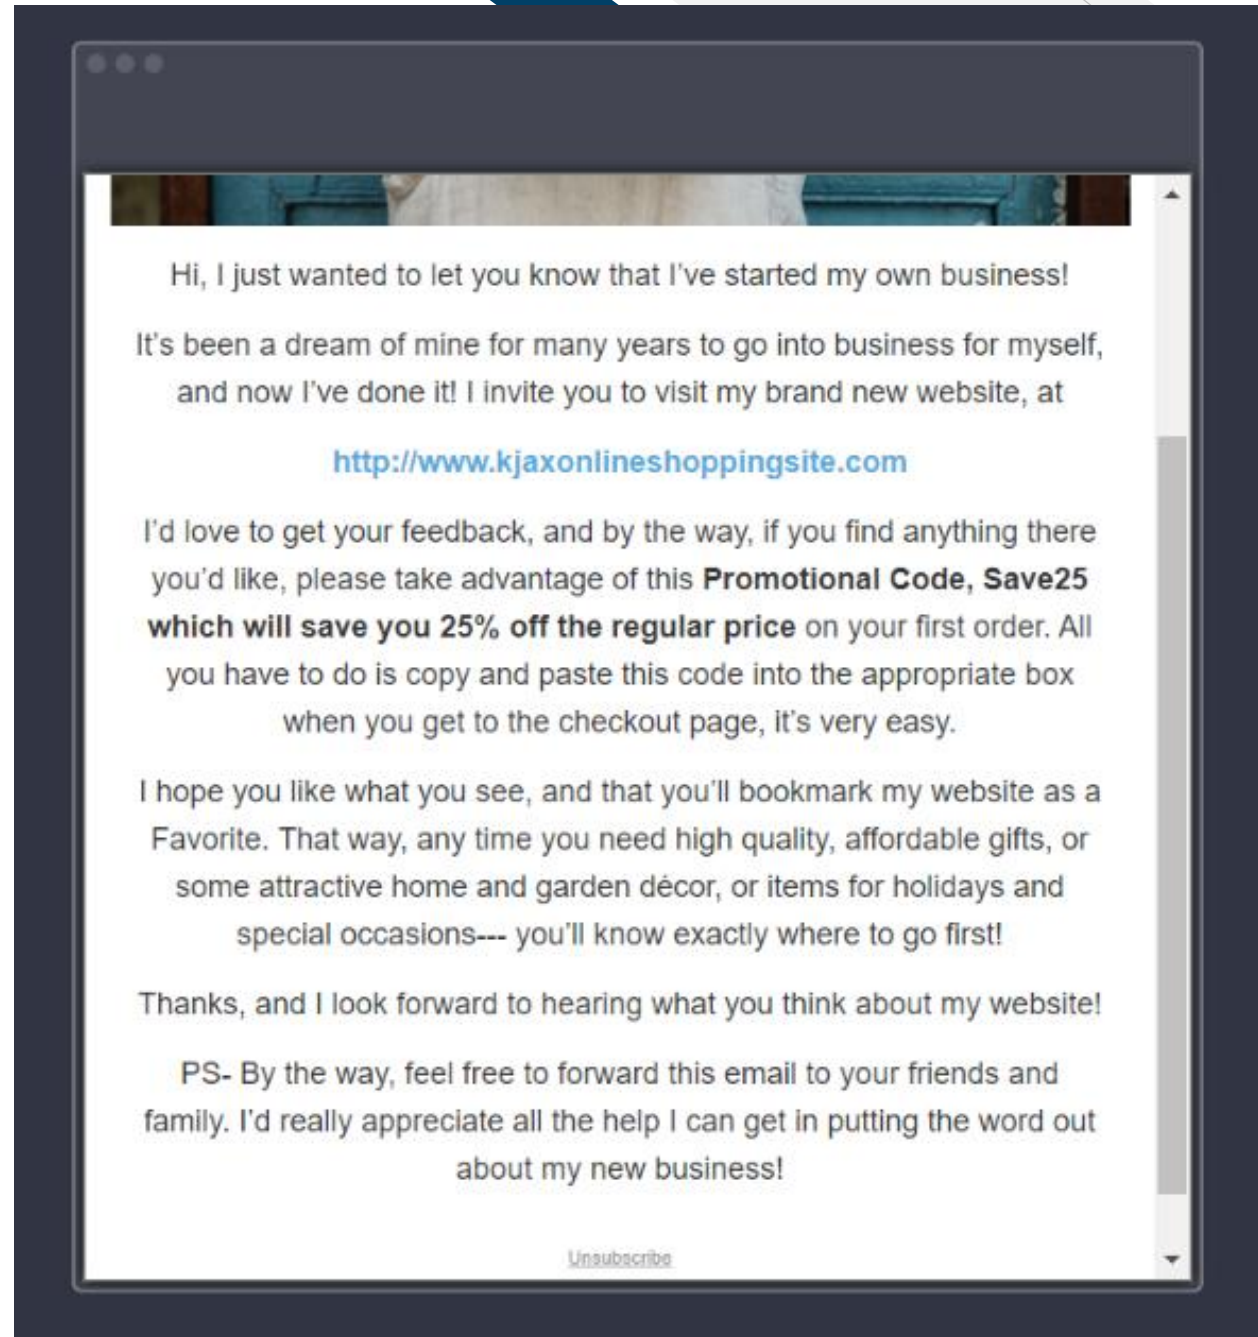 Hi, I just wanted to let you know that I’ve started my own business!
It’s been a dream of mine for many years to go into business for myself,
and now I’ve done it! I invite you to visit my brand new website, at
http://www.kjaxonlineshoppingsite.com
I’d love to get your feedback, and by the way, if you find anything there
you’d like, please take advantage of this Promotional Code, Save25
which will save you 25% off the regular price on your first order. All
you have to do is copy and paste this code into the appropriate box
when you get to the checkout page, it’s very easy.
I hope you like what you see, and that you’ll bookmark my website as a
Favorite. That way, any time you need high quality, affordable gifts, or
some attractive home and garden décor, or items for holidays and
special occasions--- you’ll know exactly where to go first!
Thanks, and I look forward to hearing what you think about my website!
PS- By the way, feel free to forward this email to your friends and
family. I’d really appreciate all the help I can get in putting the word out
about my new business!
Unsubscribe